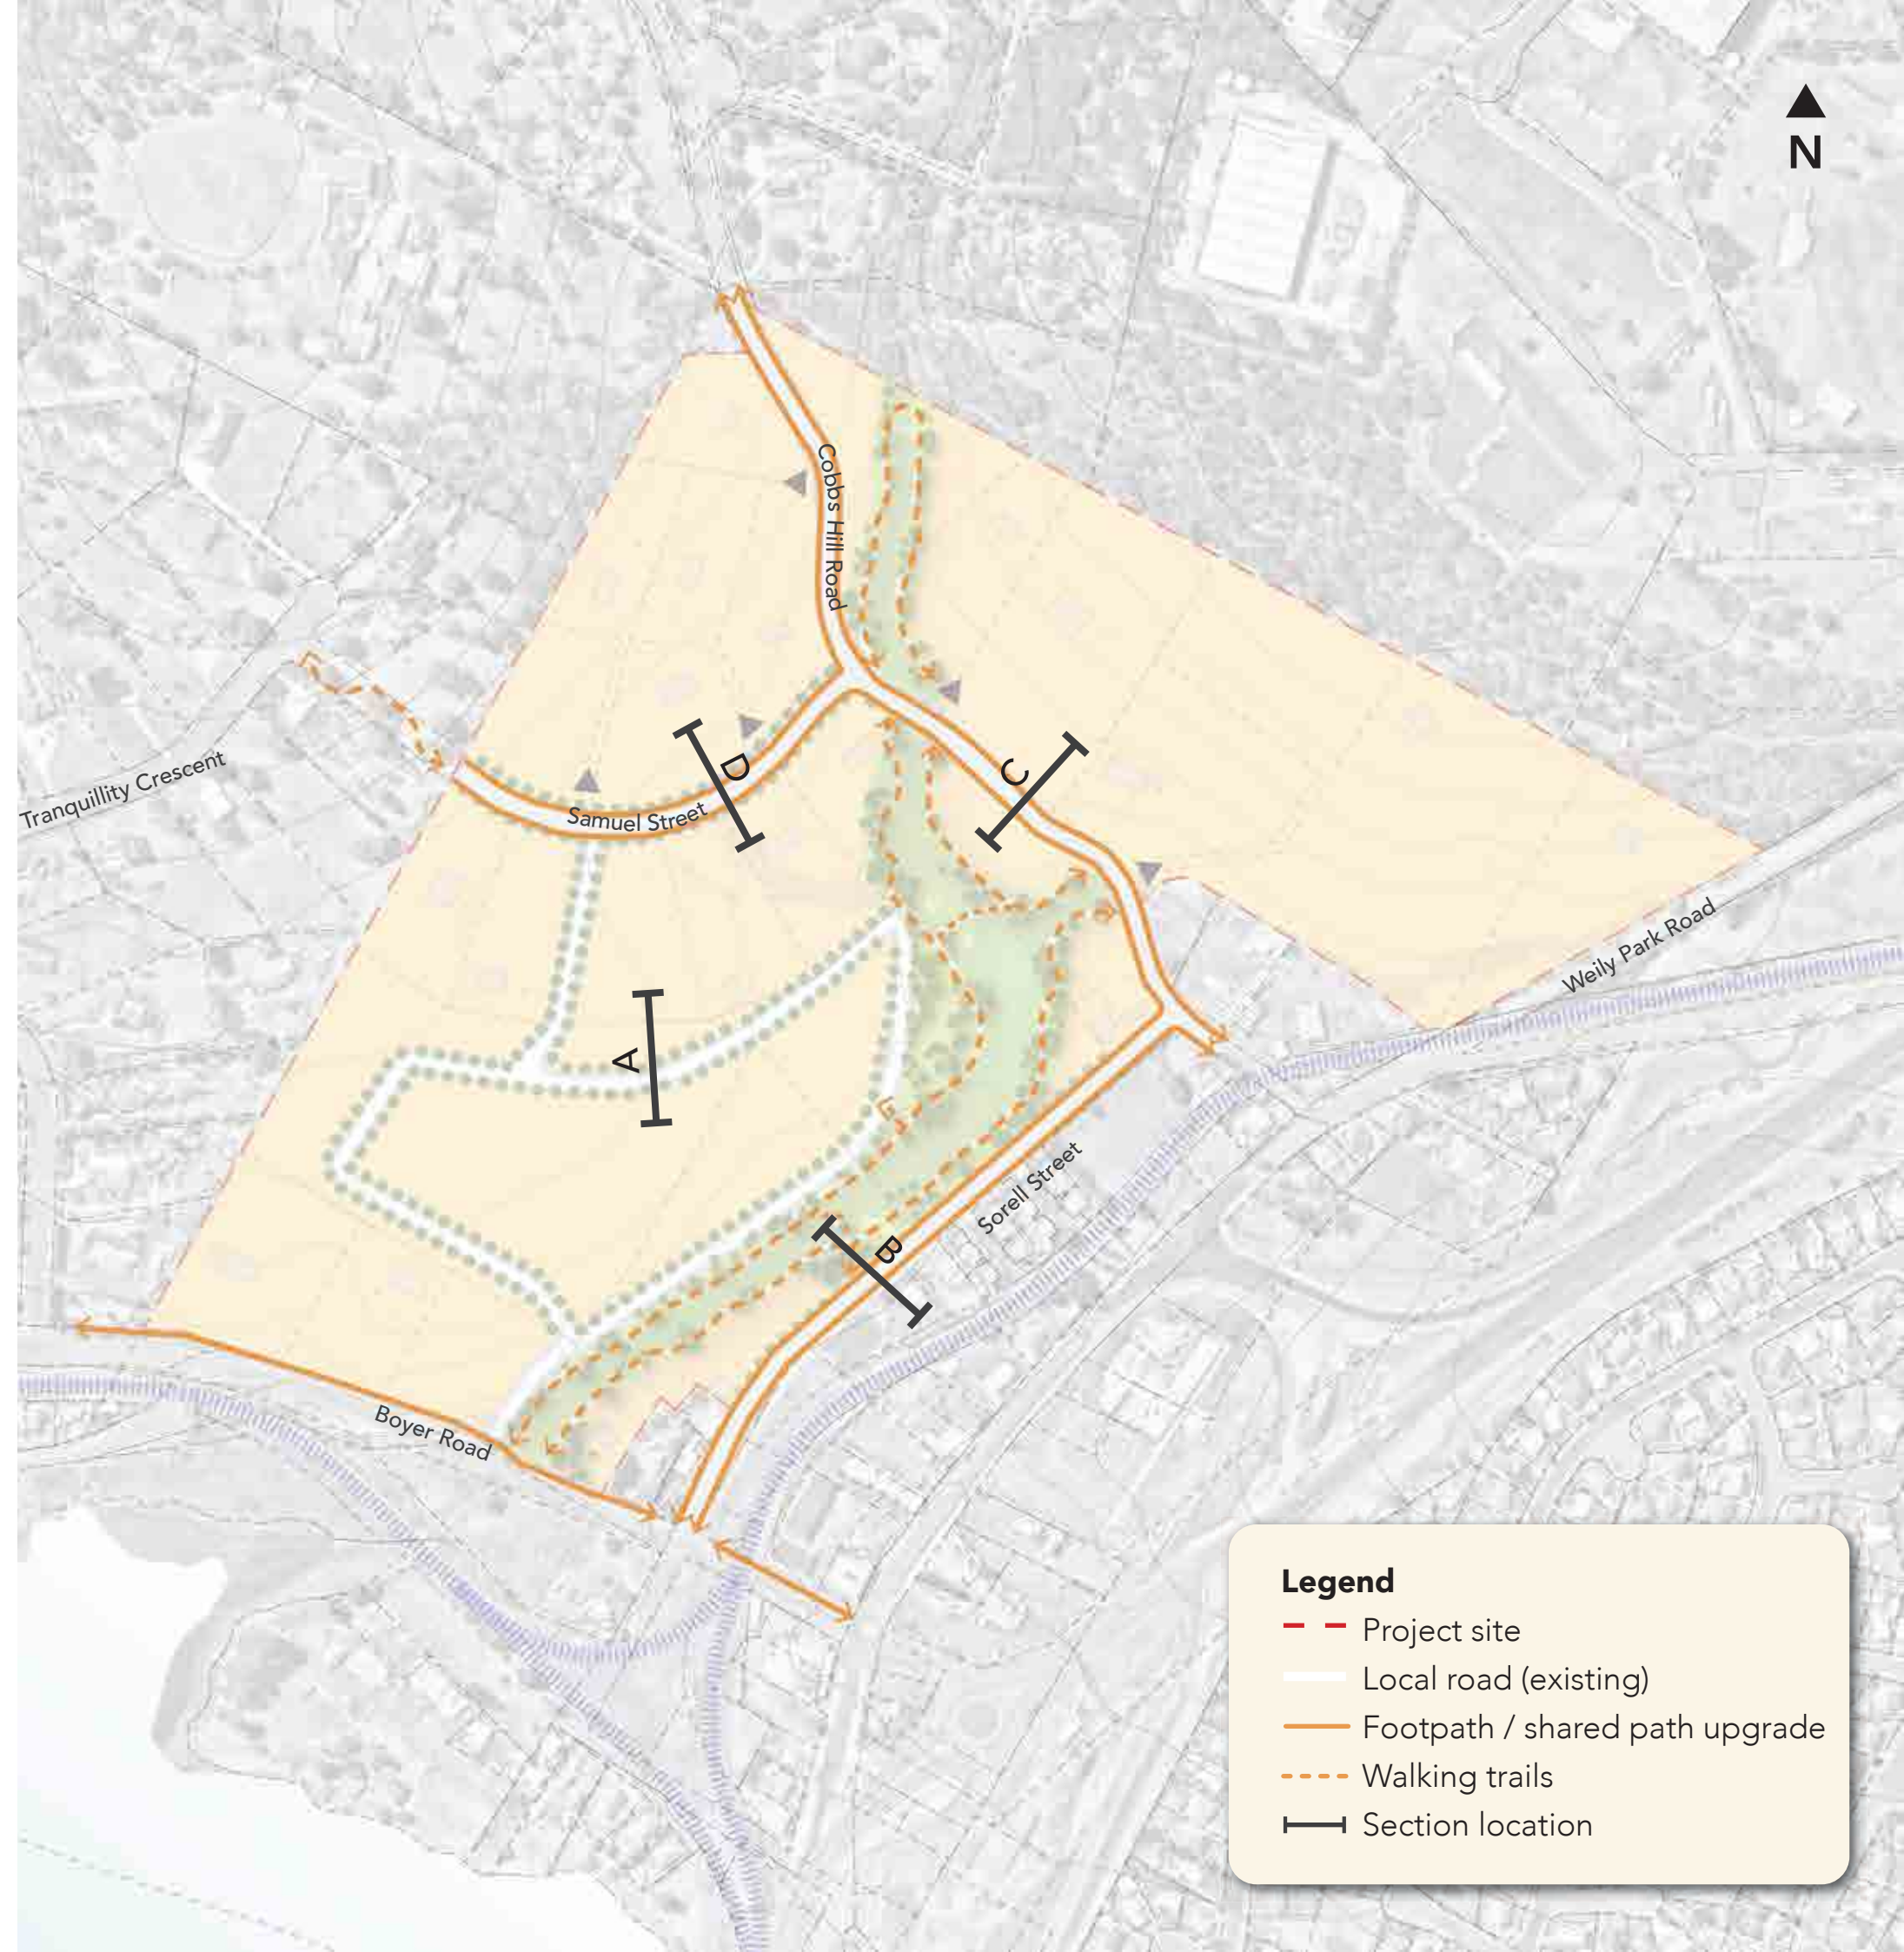 N
Cobbs Hill Road
Tranquillity Crescent
D
Samuel Street
C
Weily Park Road
A
Sorell Street
B
Boyer Road
Legend
Project site
Local road (existing)
Footpath / shared path upgrade
Walking trails
Section location